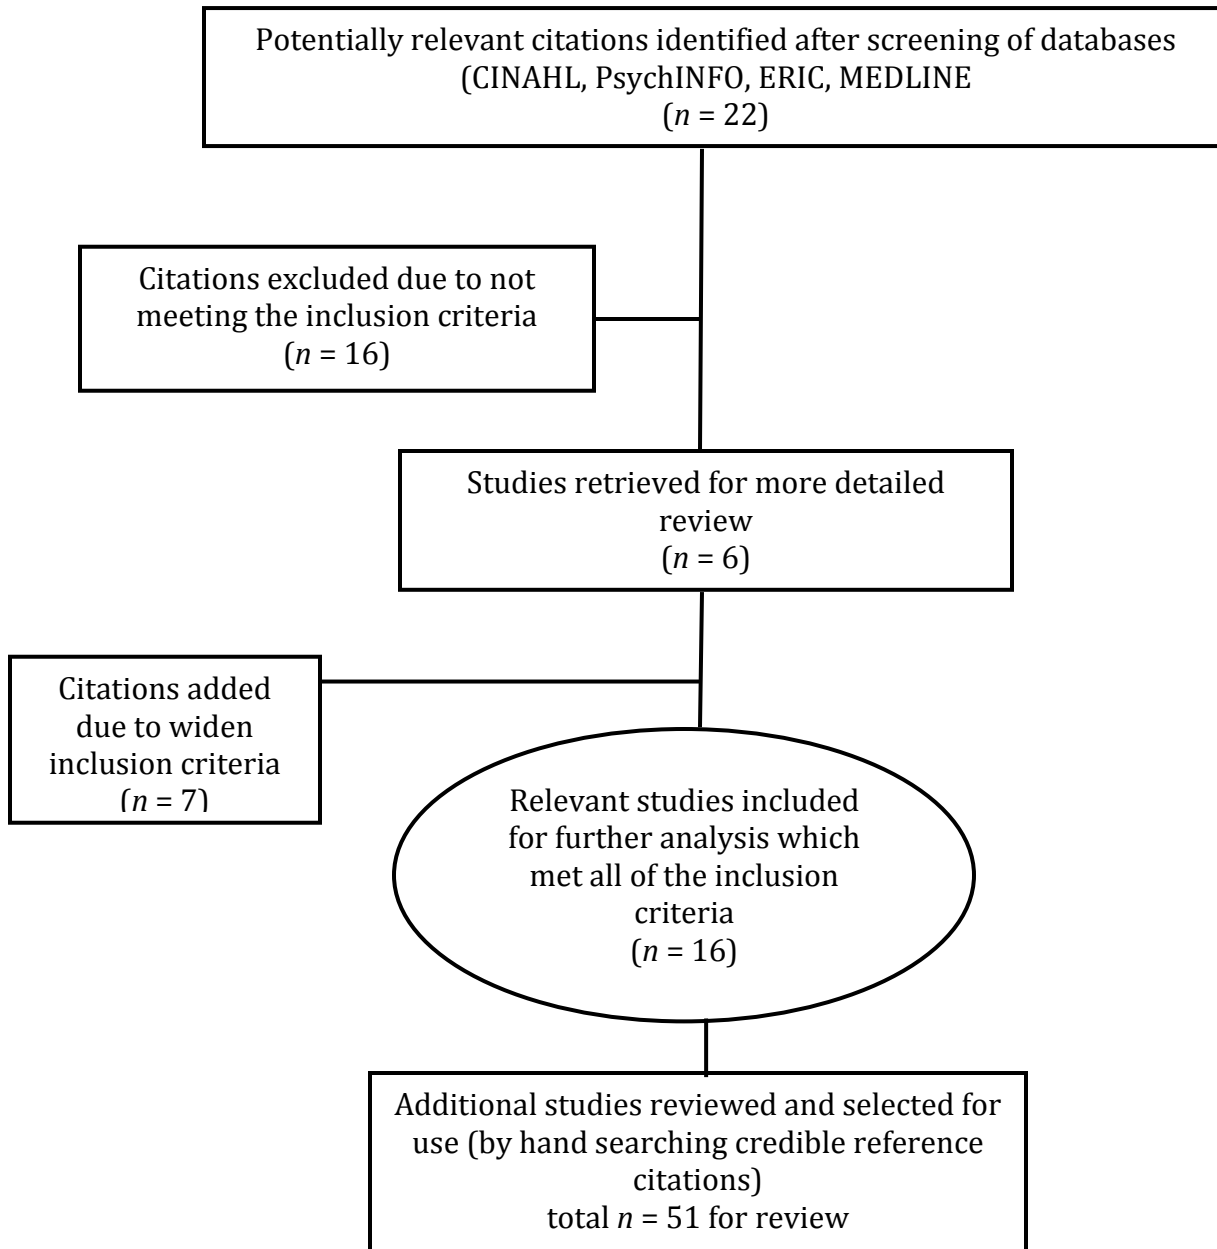 Potentially relevant citations identified after screening of databases
(CINAHL, PsychINFO, ERIC, MEDLINE
(n = 22)
Citations excluded due to not
meeting the inclusion criteria
(n = 16)
Studies retrieved for more detailed
review
(n = 6)
Citations added
due to widen
inclusion criteria
(n = 7)
Relevant studies included
for further analysis which
met all of the inclusion
criteria
(n = 16)
Additional studies reviewed and selected for
use (by hand searching credible reference
citations)
total n = 51 for review